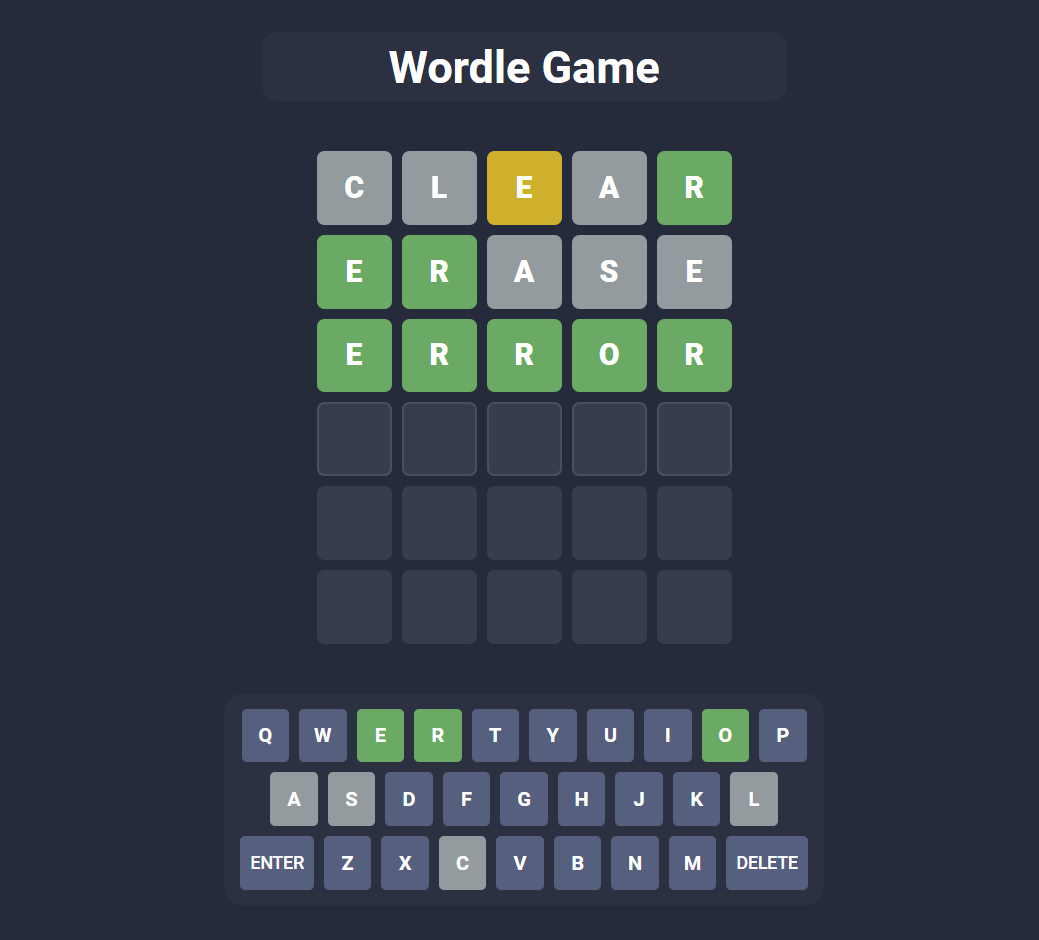 Wordle Game
C L E A R
E R A S E
E R R O R
Q W E R T Y U I O P
A S D F G H J K L
ENTER Z X C V B N M DELETE